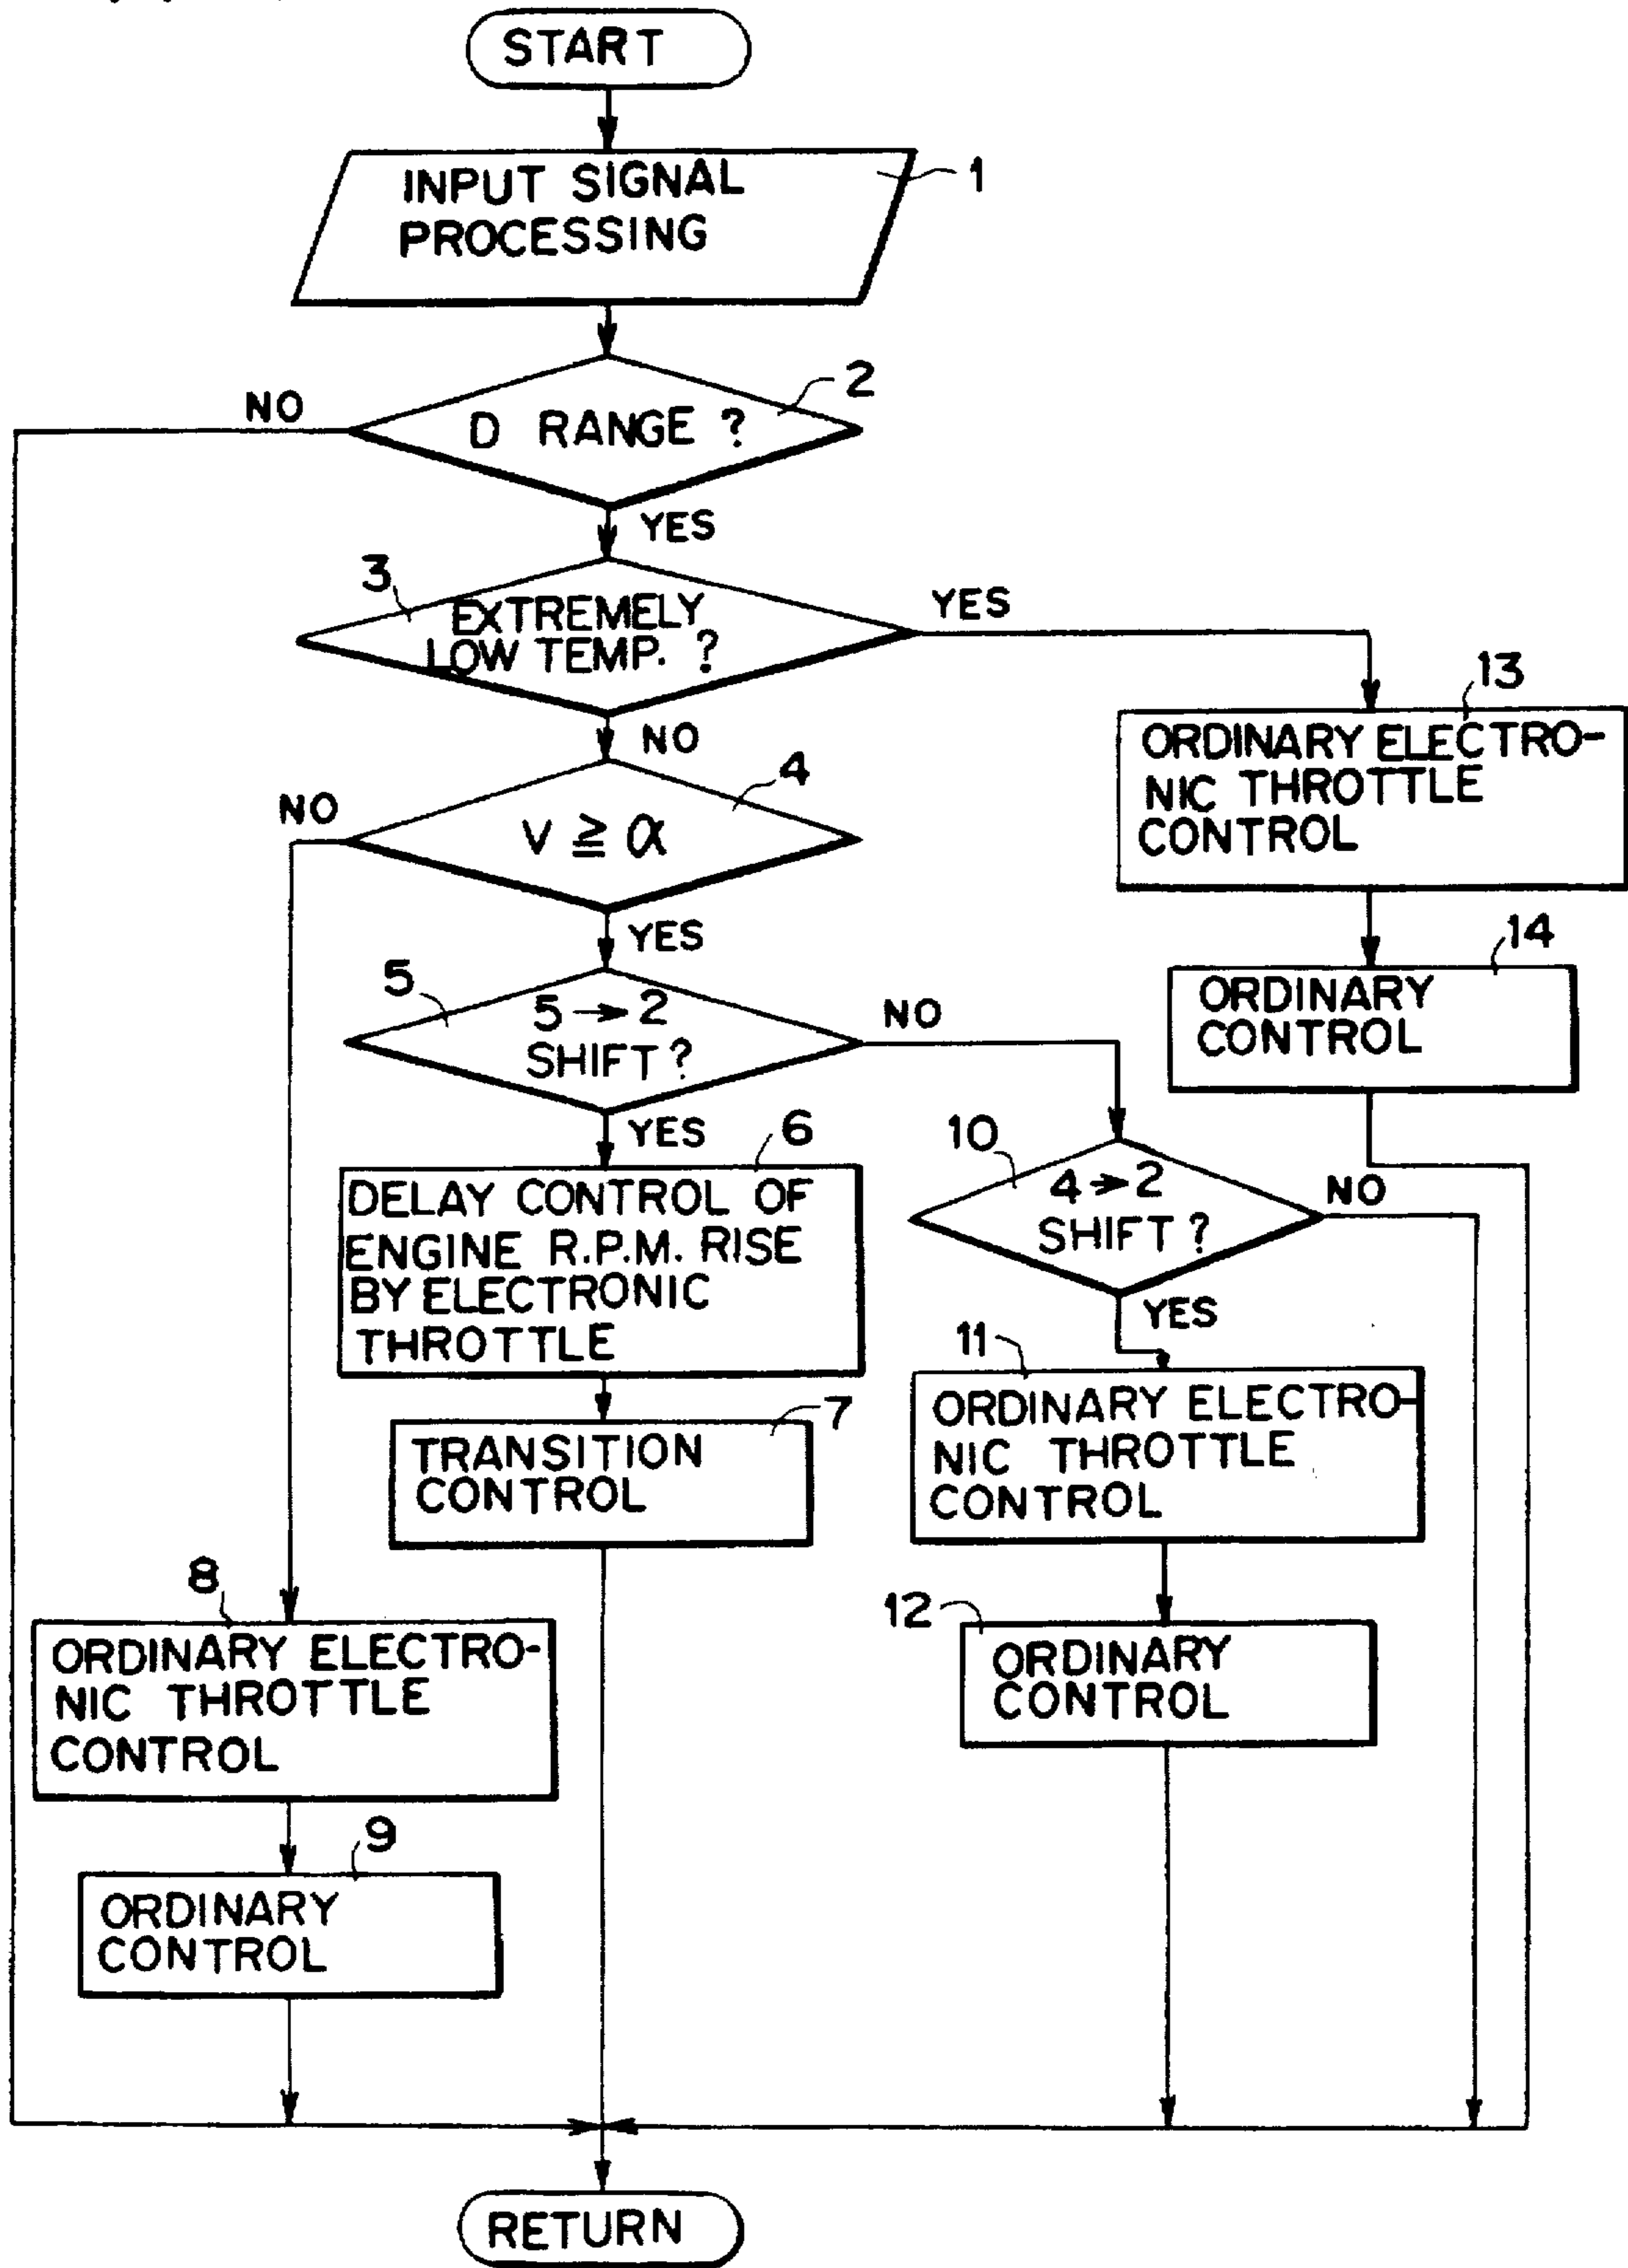 START
INPUT SIGNAL
PROCESSING
1
D RANGE ?
2
NO
YES
3
EXTREMELY
LOW TEMP. ?
YES
NO
13
ORDINARY ELECTRO-
NIC THROTTLE
CONTROL
4
V ≧ α
NO
YES
14
ORDINARY
CONTROL
5
5 → 2
SHIFT ?
NO
YES
6
DELAY CONTROL OF
ENGINE R.P.M. RISE
BY ELECTRONIC
THROTTLE
10
4 → 2
SHIFT ?
NO
YES
7
TRANSITION
CONTROL
11
ORDINARY ELECTRO-
NIC THROTTLE
CONTROL
8
ORDINARY ELECTRO-
NIC THROTTLE
CONTROL
12
ORDINARY
CONTROL
9
ORDINARY
CONTROL
RETURN